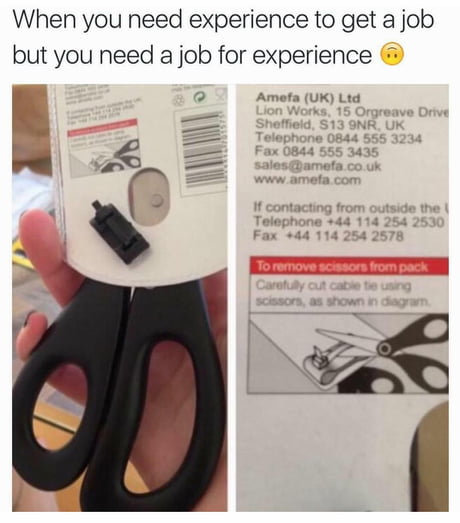 When you need experience to get a job
but you need a job for experience 🙃
Amefa (UK) Ltd
Lion Works, 15 Orgreave Drive
Sheffield, S13 9NR, UK
Telephone 0844 555 3234
Fax 0844 555 3435
sales@amefa.co.uk
www.amefa.com
If contacting from outside the
Telephone +44 114 254 2530
Fax +44 114 254 2578
To remove scissors from pack
Carefully cut cable tie using
scissors, as shown in diagram.